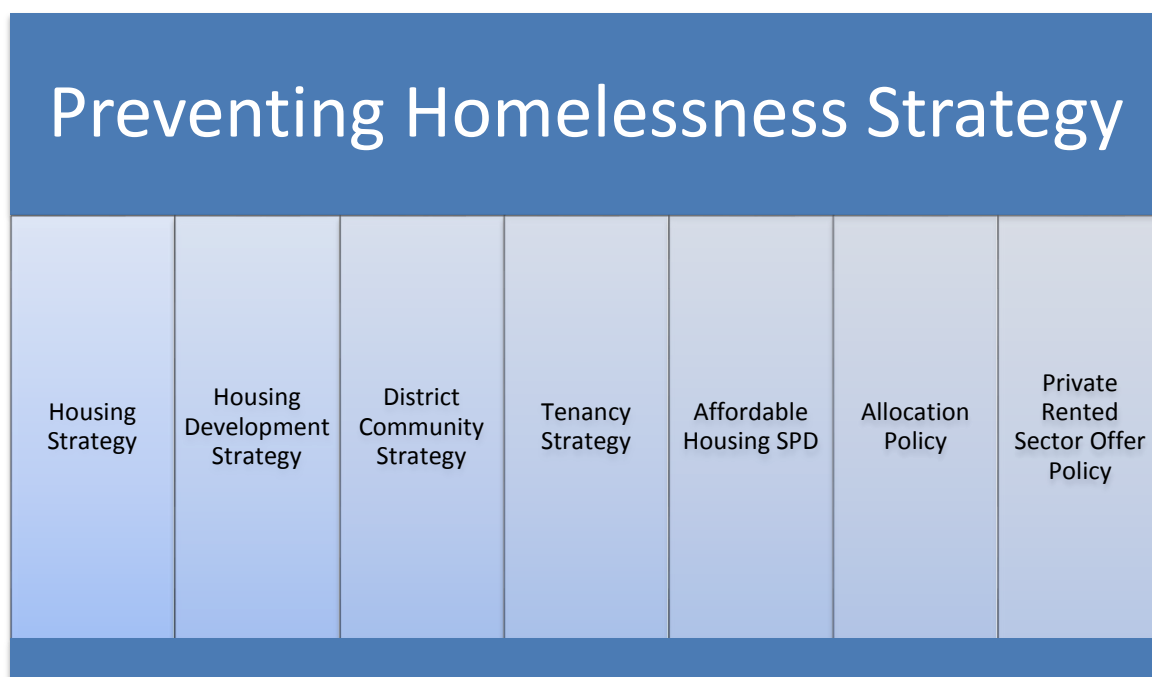 Preventing Homelessness Strategy
Housing
Strategy
Housing
Development
Strategy
District
Community
Strategy
Tenancy
Strategy
Affordable
Housing SPD
Allocation
Policy
Private
Rented
Sector Offer
Policy